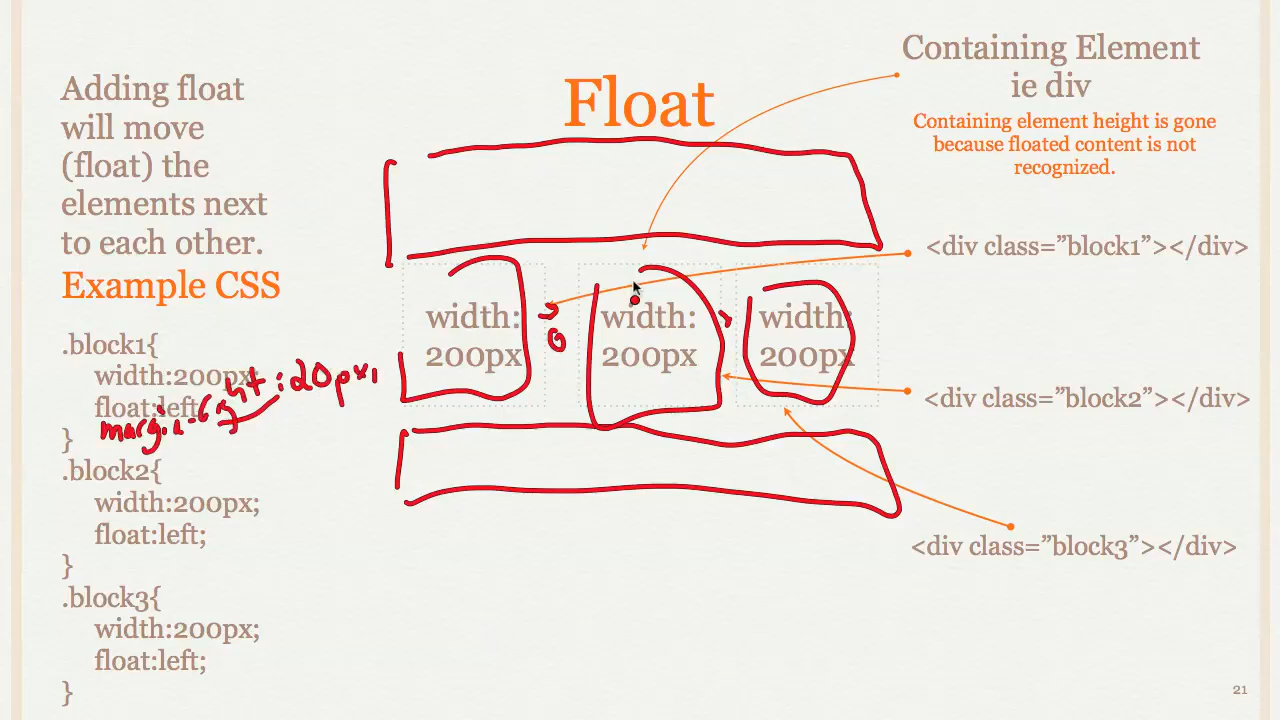 Adding float
will move
(float) the
elements next
to each other.
Example CSS
.block1{
width:200px;
float:left
margin-right:20px;
}
.block2{
width:200px;
float:left;
}
.block3{
width:200px;
float:left;
}
Float
width:
200px
width:
200px
width:
200px
Containing Element
ie div
Containing element height is gone
because floated content is not
recognized.
<div class=”block1”></div>
<div class=”block2”></div>
<div class=”block3”></div>
21